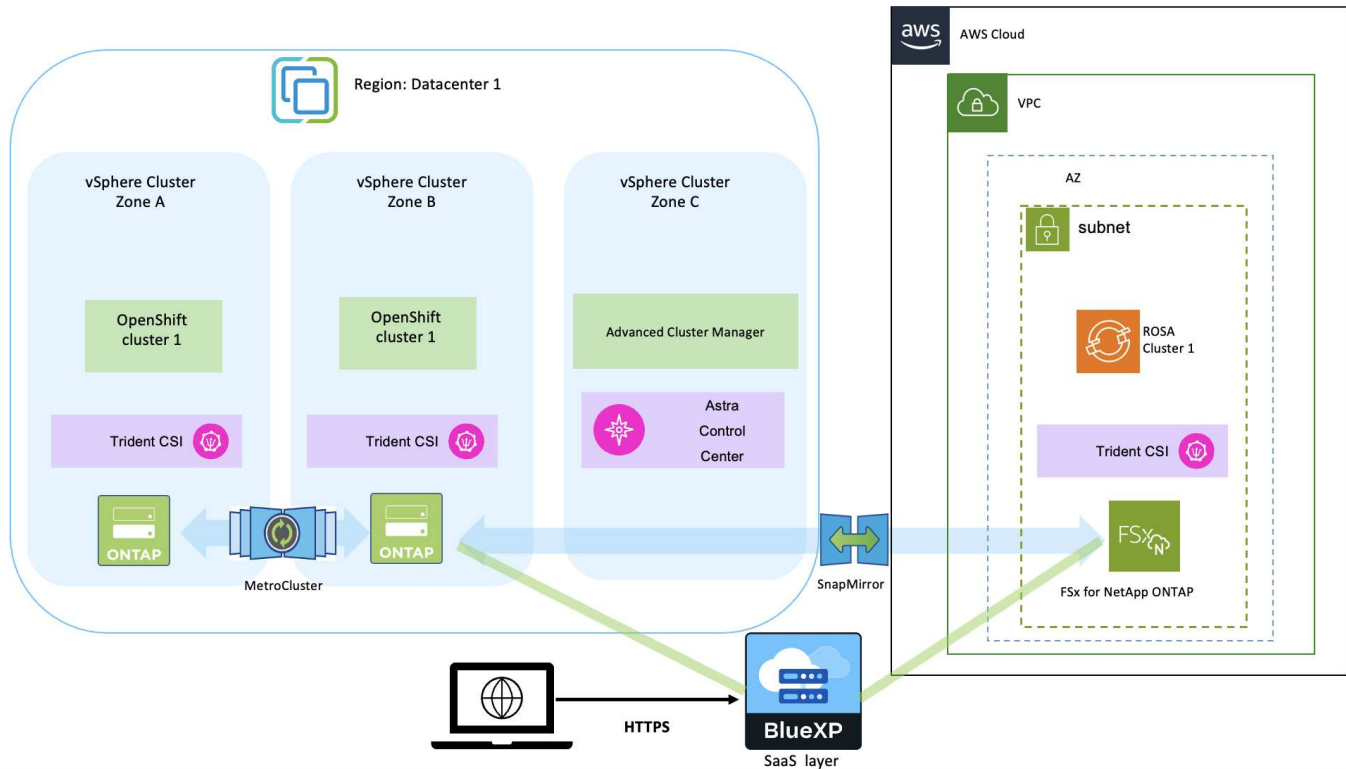 aws
AWS Cloud
Region: Datacenter 1
VPC
vSphere Cluster
Zone A
vSphere Cluster
Zone B
vSphere Cluster
Zone C
AZ
subnet
OpenShift
cluster 1
OpenShift
cluster 1
Advanced Cluster Manager
ROSA
Cluster 1
Trident CSI
Trident CSI
Astra
Control
Center
Trident CSI
ONTAP
ONTAP
FSx
N
MetroCluster
SnapMirror
FSx for NetApp ONTAP
HTTPS
BlueXP
SaaS layer